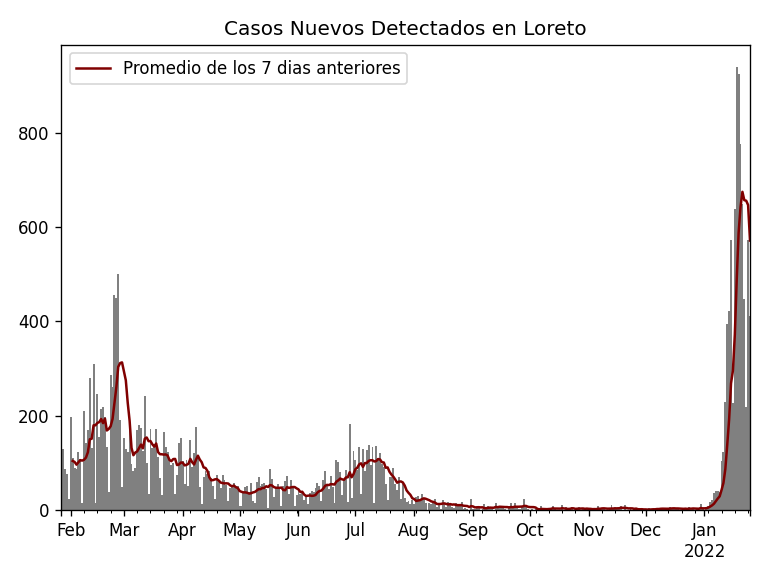 Casos Nuevos Detectados en Loreto
Promedio de los 7 dias anteriores
800
600
400
200
0
Feb Mar Apr May Jun Jul Aug Sep Oct Nov Dec Jan
2022